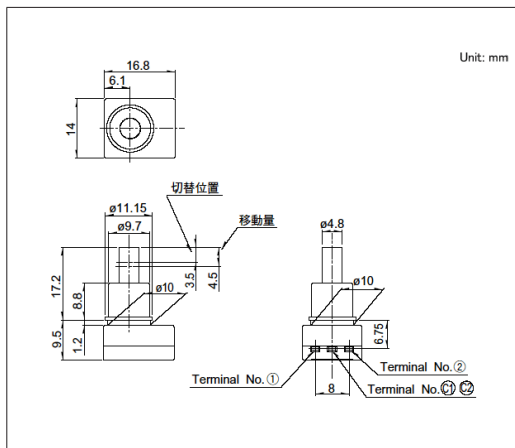 Unit: mm
16.8
6.1
14
切替位置
ø11.15
移動量
ø4.8
ø9.7
17.2
8.8
3.5
4.5
ø10
ø10
9.5
1.2
6.75
Terminal No.②
Terminal No.①
8
Terminal No.C1 C2